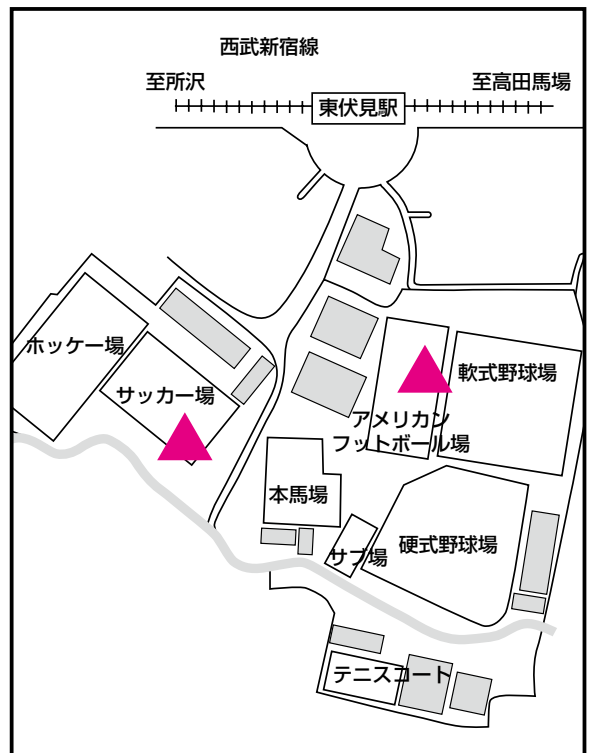 西武新宿線
至所沢
至高田馬場
東伏見駅
ホッケー場
サッカー場
軟式野球場
アメリカン
フットボール場
本馬場
サブ場
硬式野球場
テニスコート